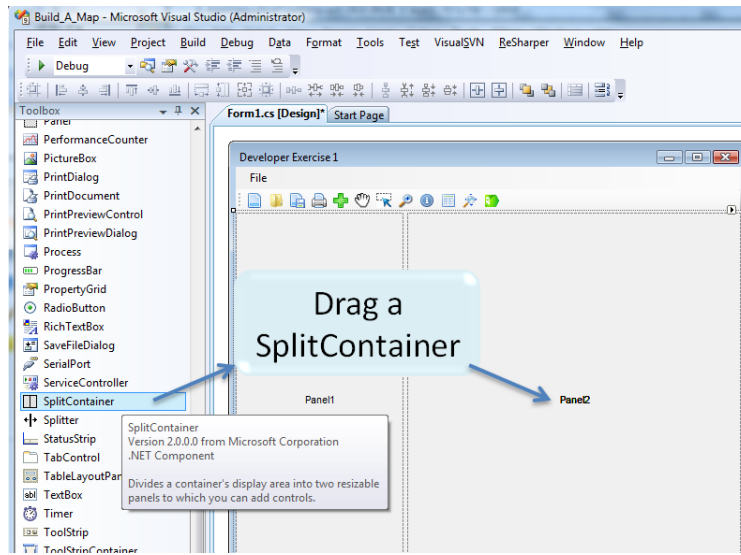 Build_A_Map - Microsoft Visual Studio (Administrator)
File Edit View Project Build Debug Data Format Tools Test VisualSVN ReSharper Window Help
Debug
Toolbox
Form1.cs [Design]* Start Page
Panel
PerformanceCounter
PictureBox
PrintDialog
PrintDocument
PrintPreviewControl
PrintPreviewDialog
Process
ProgressBar
PropertyGrid
RadioButton
RichTextBox
SaveFileDialog
SerialPort
ServiceController
SplitContainer
Splitter
StatusStrip
TabControl
TableLayoutPan
abl TextBox
Timer
ToolStrip
ToolStripContainer
Developer Exercise 1
File
Drag a
SplitContainer
Panel1
Panel2
SplitContainer
Version 2.0.0.0 from Microsoft Corporation
.NET Component
Divides a container's display area into two resizable
panels to which you can add controls.